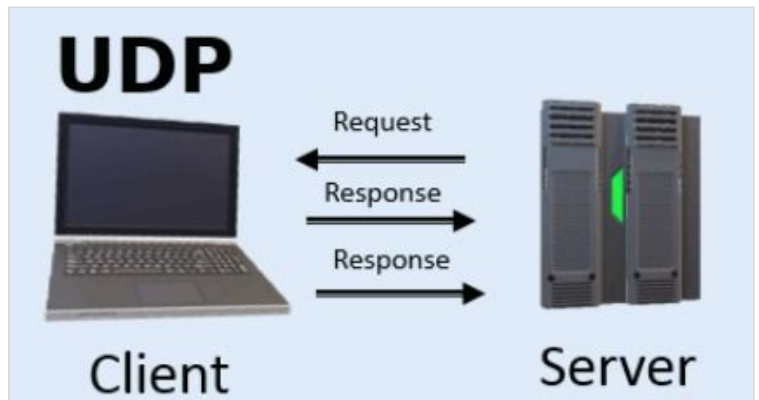 UDP
Request
Response
Response
Client
Server